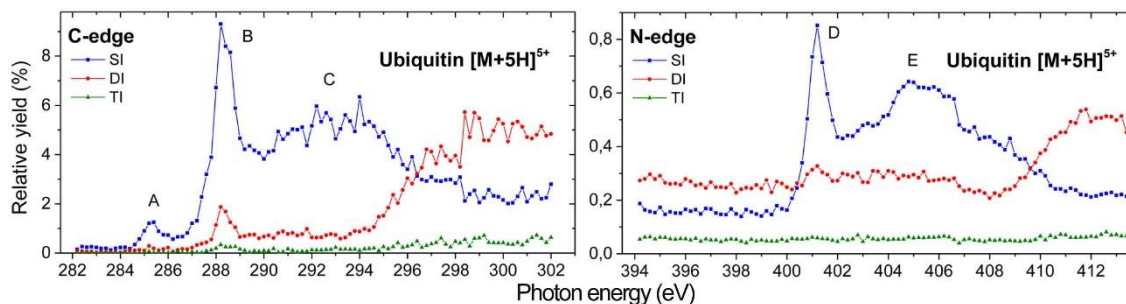 C-edge
SI
DI
TI
A
B
C
Ubiquitin [M+5H]5+
Relative yield (%)
8
6
4
2
0
282 284 286 288 290 292 294 296 298 300 302
N-edge
SI
DI
TI
D
E
Ubiquitin [M+5H]5+
0,8
0,6
0,4
0,2
0,0
394 396 398 400 402 404 406 408 410 412
Photon energy (eV)